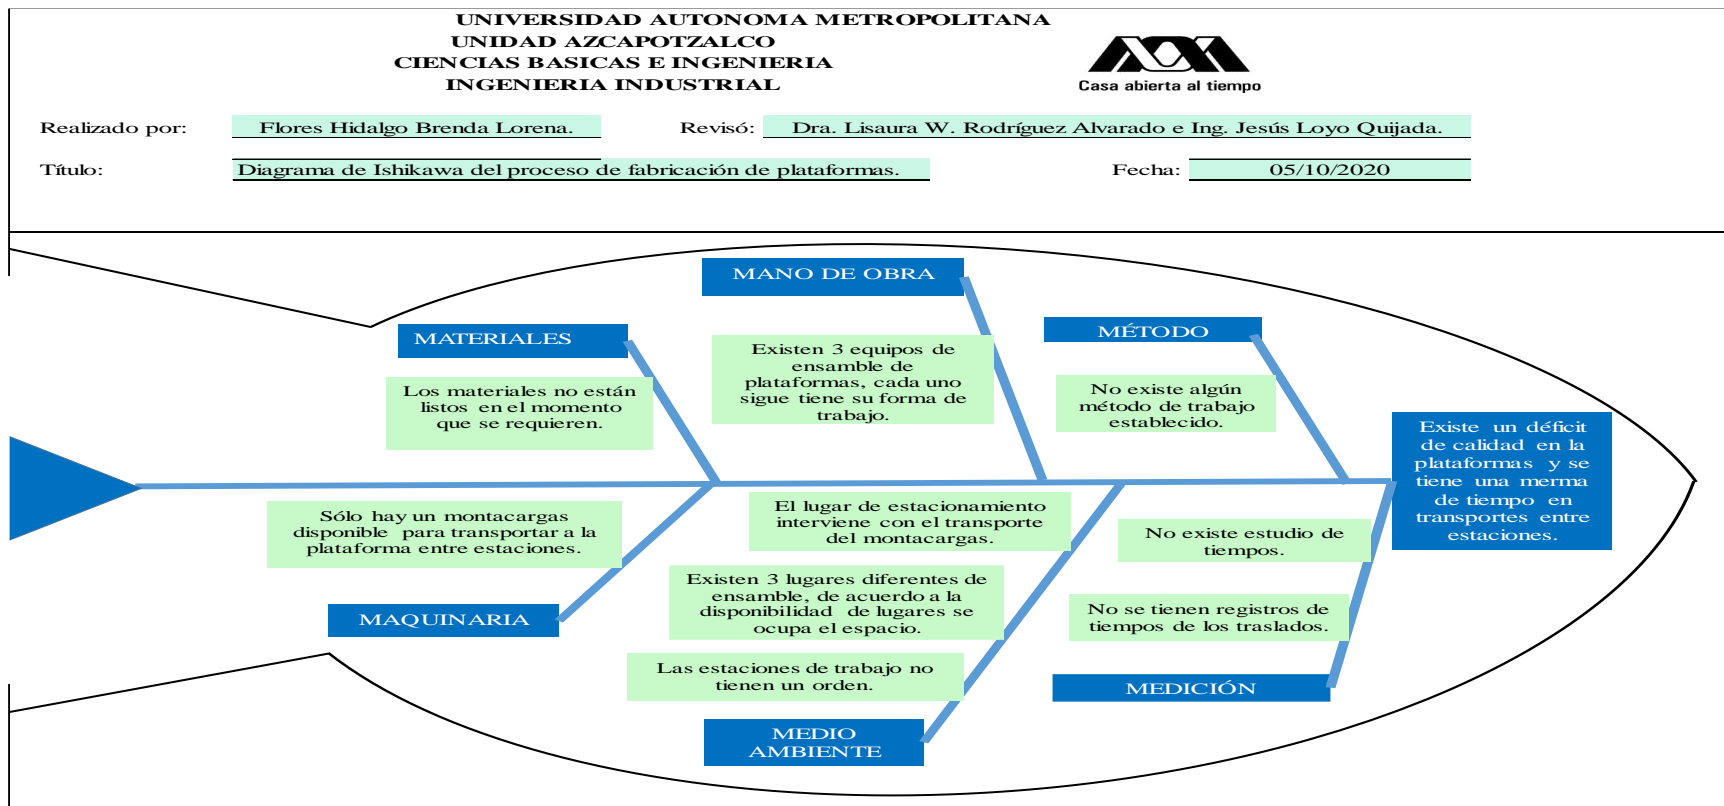 UNIVERSIDAD AUTONOMA METROPOLITANA
UNIDAD AZCAPOTZALCO
CIENCIAS BASICAS E INGENIERIA
INGENIERIA INDUSTRIAL
Casa abierta al tiempo
Realizado por: Flores Hidalgo Brenda Lorena. Revisó: Dra. Lisaura W. Rodríguez Alvarado e Ing. Jesús Loyo Quijada.
Título: Diagrama de Ishikawa del proceso de fabricación de plataformas. Fecha: 05/10/2020
MATERIALES
Los materiales no están
listos en el momento
que se requieren.
MANO DE OBRA
Existen 3 equipos de
ensamble de
plataformas, cada uno
sigue tiene su forma de
trabajo.
MÉTODO
No existe algún
método de trabajo
establecido.
Existe un déficit
de calidad en la
plataformas y se
tiene una merma
de tiempo en
transportes entre
estaciones.
Sólo hay un montacargas
disponible para transportar a la
plataforma entre estaciones.
MAQUINARIA
El lugar de estacionamiento
interviene con el transporte
del montacargas.
Existen 3 lugares diferentes de
ensamble, de acuerdo a la
disponibilidad de lugares se
ocupa el espacio.
Las estaciones de trabajo no
tienen un orden.
MEDIO
AMBIENTE
No existe estudio de
tiempos.
No se tienen registros de
tiempos de los traslados.
MEDICIÓN